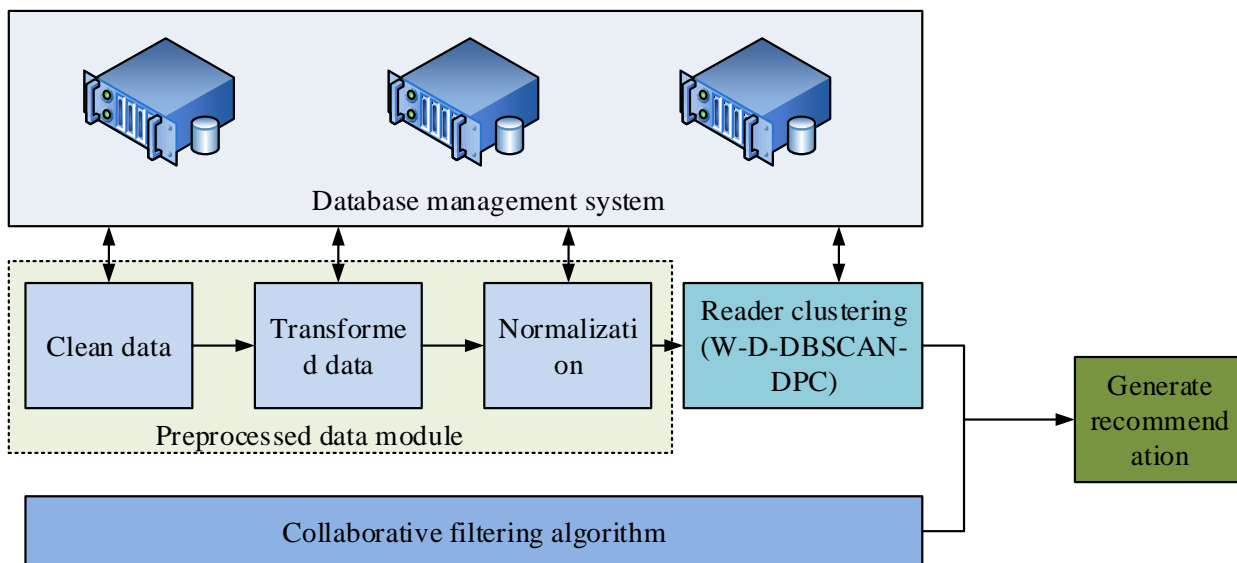 Database management system
Clean data
Transforme
d data
Normalizati
on
Reader clustering
(W-D-DBSCAN-
DPC)
Preprocessed data module
Generate
recommend
ation
Collaborative filtering algorithm